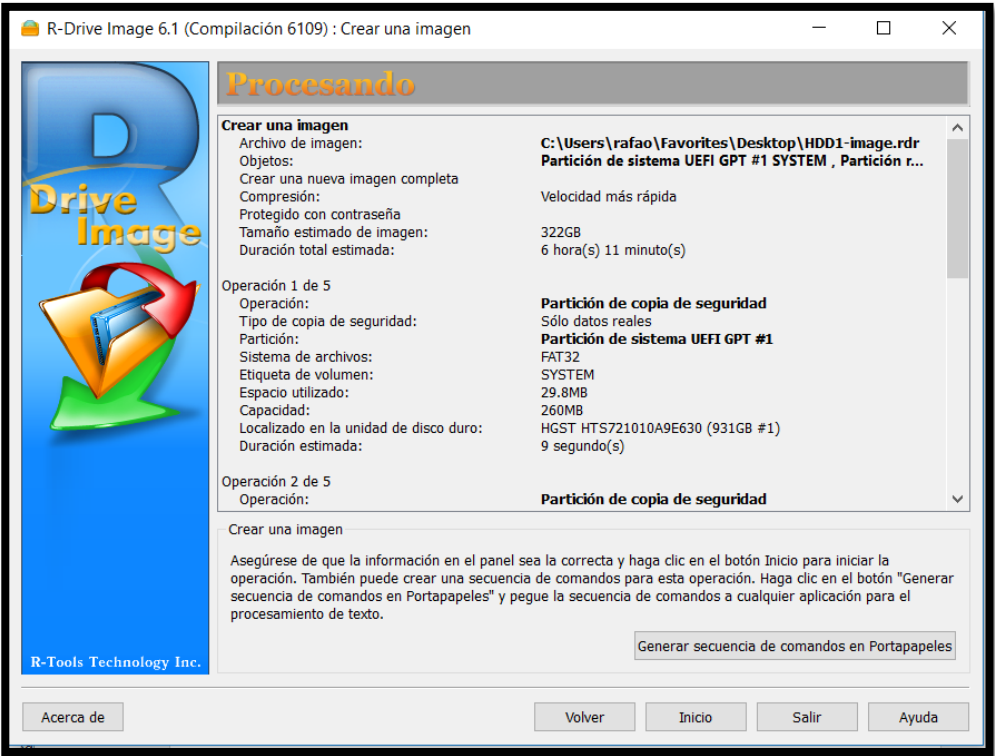 R-Drive Image 6.1 (Compilación 6109) : Crear una imagen
R
Drive
Image
R-Tools Technology Inc.
Procesando
Crear una imagen
Archivo de imagen: C:\Users\rafao\Favorites\Desktop\HDD1-image.rdr
Objetos: Partición de sistema UEFI GPT #1 SYSTEM , Partición r...
Crear una nueva imagen completa
Compresión: Velocidad más rápida
Protegido con contraseña
Tamaño estimado de imagen: 322GB
Duración total estimada: 6 hora(s) 11 minuto(s)
Operación 1 de 5
Operación: Partición de copia de seguridad
Tipo de copia de seguridad: Sólo datos reales
Partición: Partición de sistema UEFI GPT #1
Sistema de archivos: FAT32
Etiqueta de volumen: SYSTEM
Espacio utilizado: 29.8MB
Capacidad: 260MB
Localizado en la unidad de disco duro: HGST HTS721010A9E630 (931GB #1)
Duración estimada: 9 segundo(s)
Operación 2 de 5
Operación: Partición de copia de seguridad
Crear una imagen
Asegúrese de que la información en el panel sea la correcta y haga clic en el botón Inicio para iniciar la
operación. También puede crear una secuencia de comandos para esta operación. Haga clic en el botón "Generar
secuencia de comandos en Portapapeles" y pegue la secuencia de comandos a cualquier aplicación para el
procesamiento de texto.
Generar secuencia de comandos en Portapapeles
Acerca de Volver Inicio Salir Ayuda